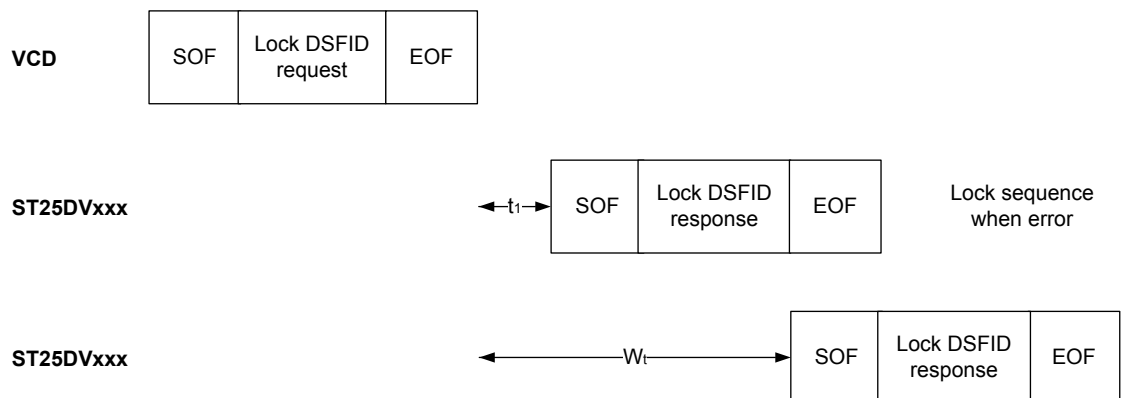 VCD
SOF
Lock DSFID
request
EOF
ST25DVxxx
t1
SOF
Lock DSFID
response
EOF
Lock sequence
when error
ST25DVxxx
Wt
SOF
Lock DSFID
response
EOF